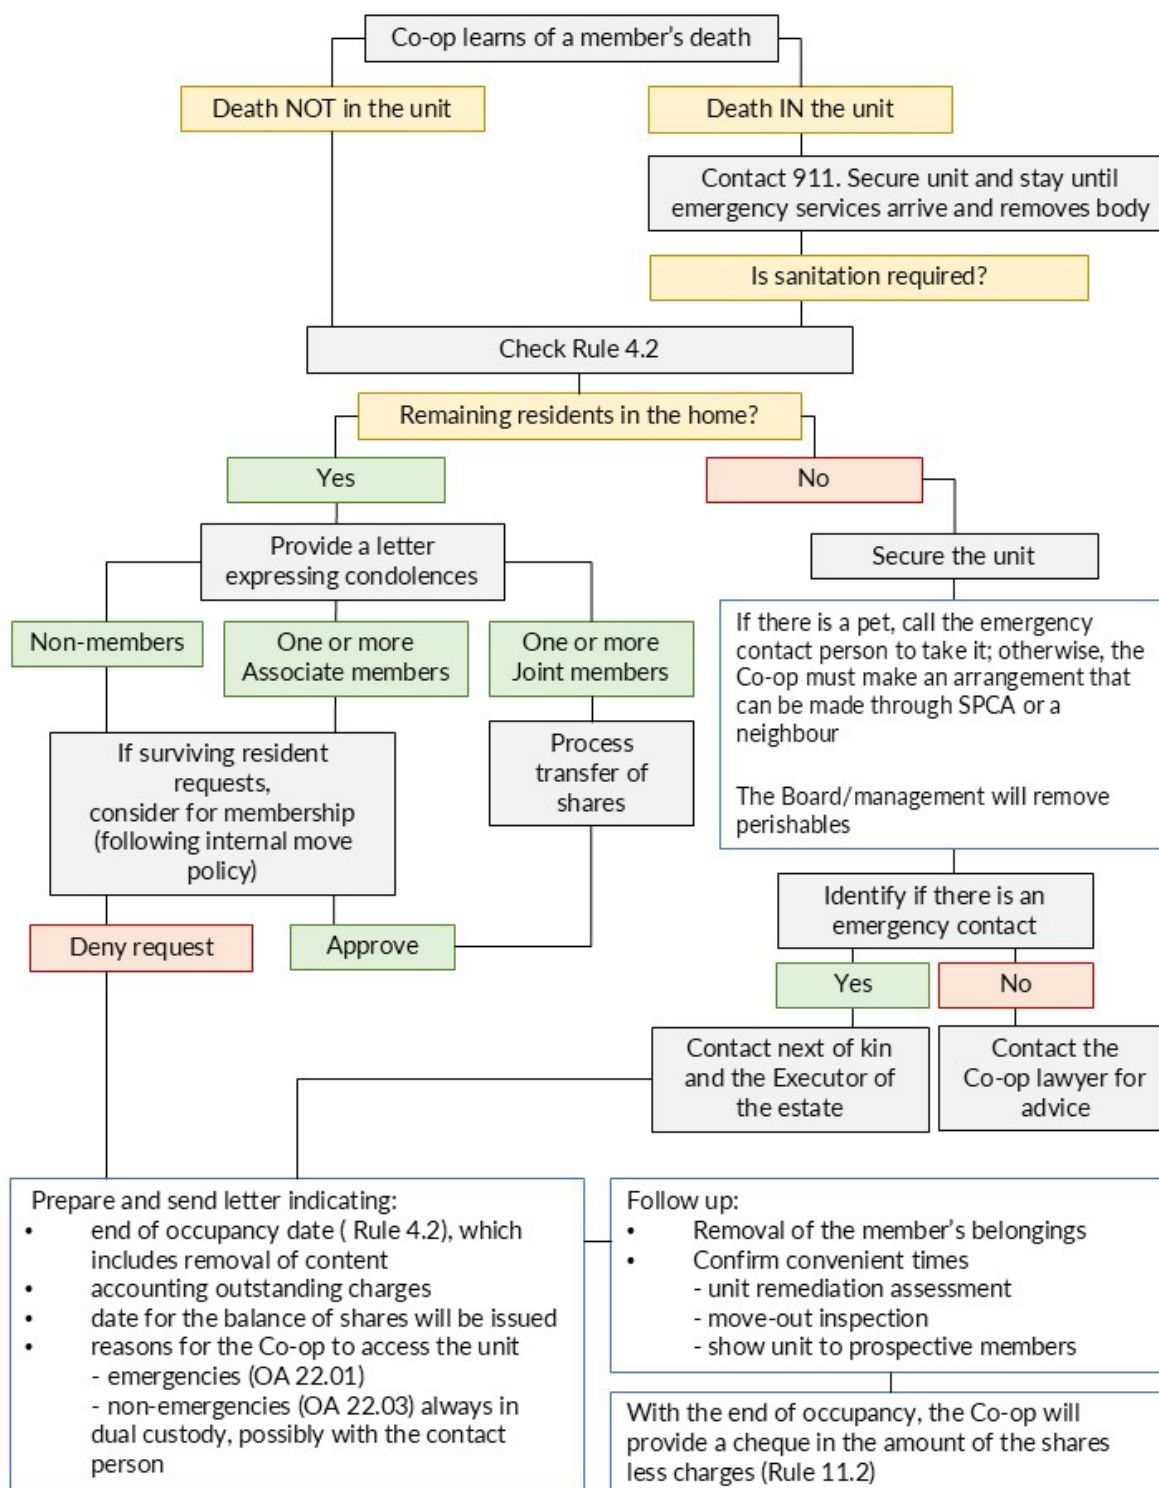 Co-op learns of a member's death
Death NOT in the unit
Death IN the unit
Contact 911. Secure unit and stay until
emergency services arrive and removes body
Is sanitation required?
Check Rule 4.2
Remaining residents in the home?
Yes
No
Provide a letter
expressing condolences
Secure the unit
Non-members
One or more
Associate members
One or more
Joint members
If there is a pet, call the emergency
contact person to take it; otherwise, the
Co-op must make an arrangement that
can be made through SPCA or a
neighbour
The Board/management will remove
perishables
If surviving resident
requests,
consider for membership
(following internal move
policy)
Process
transfer of
shares
Deny request
Approve
Identify if there is an
emergency contact
Yes
No
Contact next of kin
and the Executor of
the estate
Contact the
Co-op lawyer for
advice
Prepare and send letter indicating:
• end of occupancy date ( Rule 4.2), which
includes removal of content
• accounting outstanding charges
• date for the balance of shares will be issued
• reasons for the Co-op to access the unit
- emergencies (OA 22.01)
- non-emergencies (OA 22.03) always in
dual custody, possibly with the contact
person
Follow up:
• Removal of the member's belongings
• Confirm convenient times
- unit remediation assessment
- move-out inspection
- show unit to prospective members
With the end of occupancy, the Co-op will
provide a cheque in the amount of the shares
less charges (Rule 11.2)